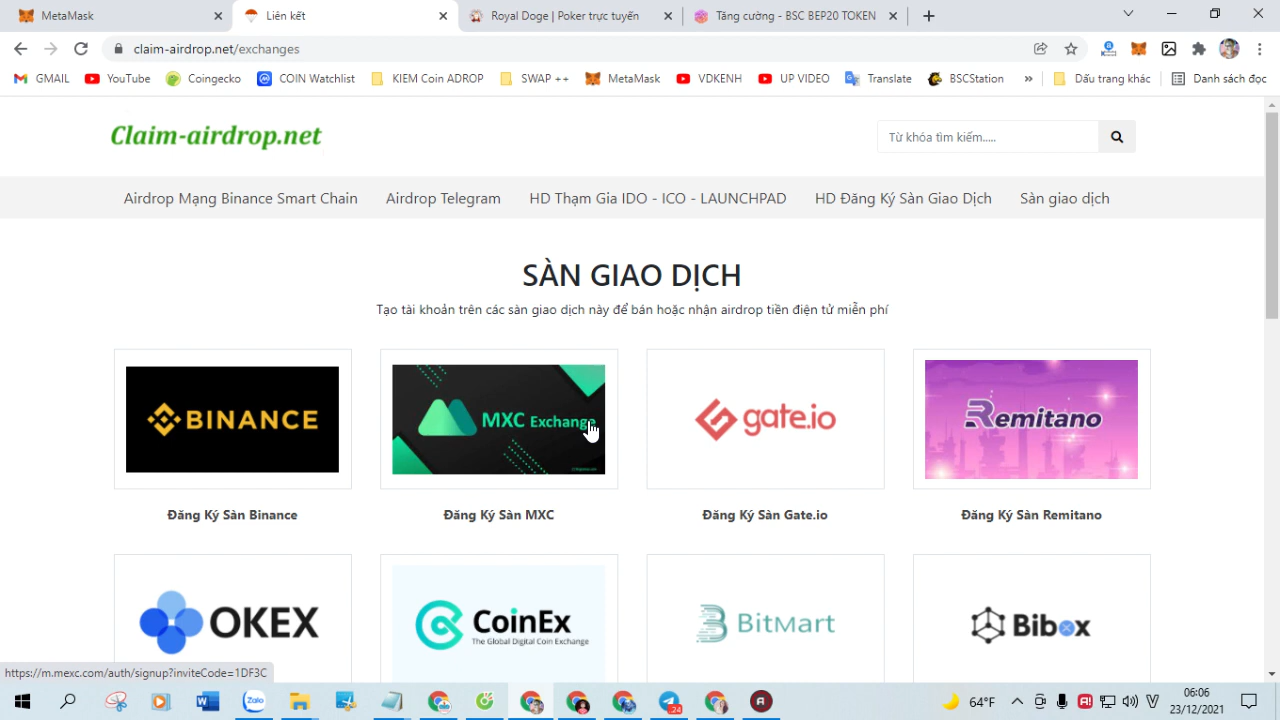 MetaMask
Liên kết
Royal Doge | Poker trực tuyến
Tăng cường - BSC BEP20 TOKEN
claim-airdrop.net/exchanges
GMAIL
YouTube
Coingecko
COIN Watchlist
KIEM Coin ADROP
SWAP ++
MetaMask
VDKENH
UP VIDEO
Translate
BSCStation
»
Dấu trang khác
Danh sách đọc
Claim-airdrop.net
Từ khóa tìm kiếm.....
Airdrop Mạng Binance Smart Chain
Airdrop Telegram
HD Thạm Gia IDO - ICO - LAUNCHPAD
HD Đăng Ký Sàn Giao Dịch
Sàn giao dịch
SÀN GIAO DỊCH
Tạo tài khoản trên các sàn giao dịch này để bán hoặc nhận airdrop tiền điện tử miễn phí
BINANCE
MXC Exchange
gate.io
Remitano
Đăng Ký Sàn Binance
Đăng Ký Sàn MXC
Đăng Ký Sàn Gate.io
Đăng Ký Sàn Remitano
OKEX
CoinEx
The Global Digital Coin Exchange
BitMart
Bibox
https://m.mexc.com/auth/signup?inviteCode=1DF3C
Zalo
24
64°F
06:06
23/12/2021